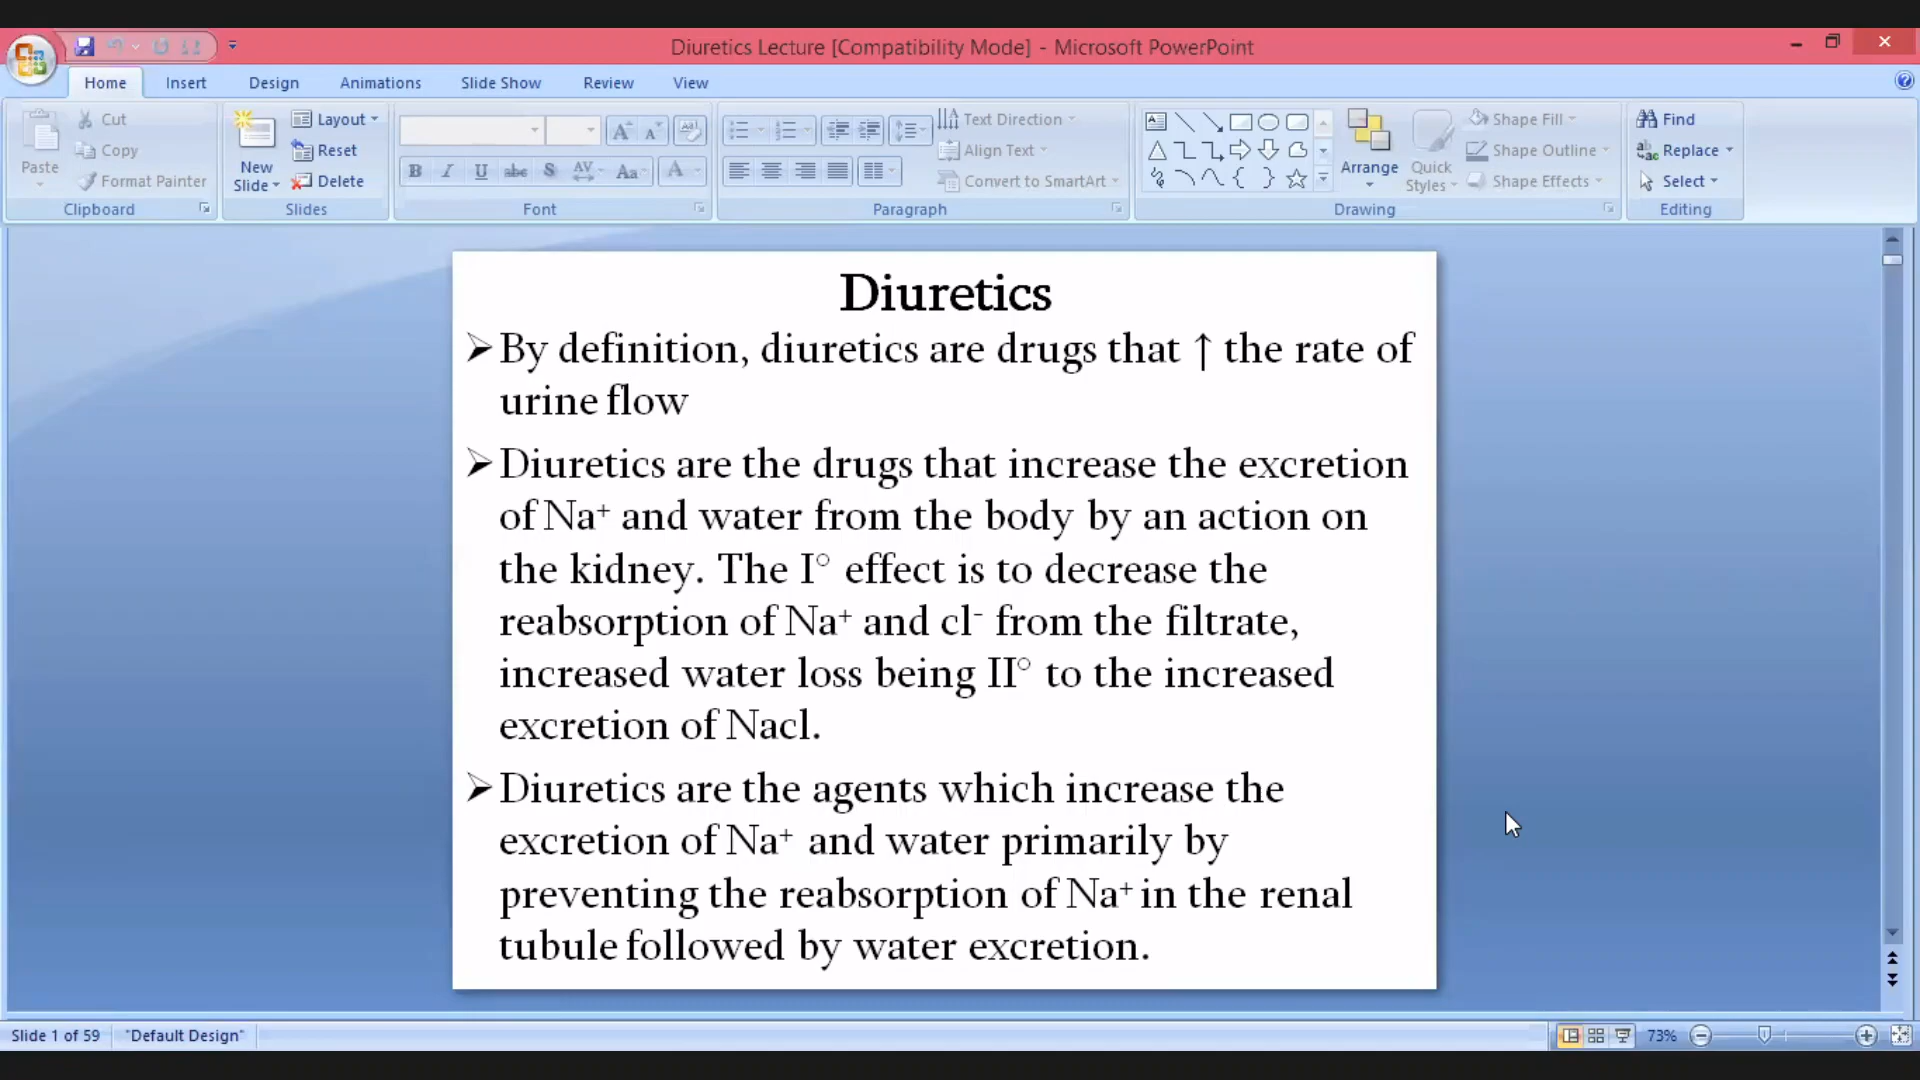 Diuretics Lecture [Compatibility Mode] - Microsoft PowerPoint
Home Insert Design Animations Slide Show Review View
Paste
Cut
Copy
Format Painter
Clipboard
New Slide
Layout
Reset
Delete
Slides
Font
Text Direction
Align Text
Convert to SmartArt
Paragraph
Arrange
Quick Styles
Shape Fill
Shape Outline
Shape Effects
Drawing
Find
Replace
Select
Editing
Diuretics
➢By definition, diuretics are drugs that ↑ the rate of
urine flow
➢Diuretics are the drugs that increase the excretion
of Na⁺ and water from the body by an action on
the kidney. The I° effect is to decrease the
reabsorption of Na⁺ and cl⁻ from the filtrate,
increased water loss being II° to the increased
excretion of Nacl.
➢Diuretics are the agents which increase the
excretion of Na⁺ and water primarily by
preventing the reabsorption of Na⁺ in the renal
tubule followed by water excretion.
Slide 1 of 59 "Default Design" 73%